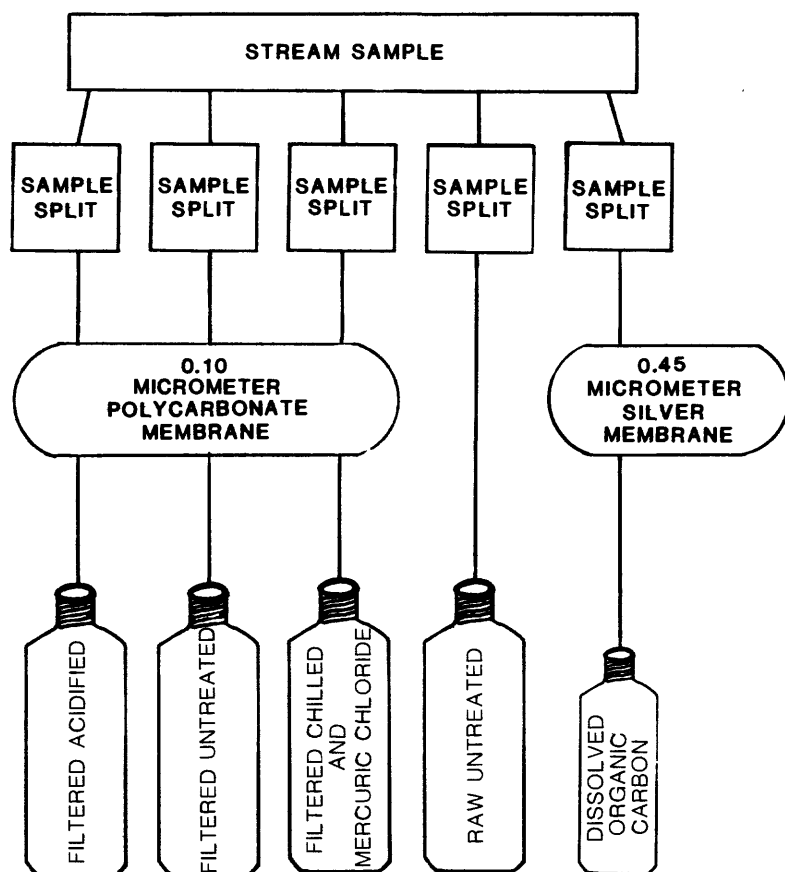 STREAM SAMPLE
SAMPLE
SPLIT
SAMPLE
SPLIT
SAMPLE
SPLIT
SAMPLE
SPLIT
SAMPLE
SPLIT
0.10
MICROMETER
POLYCARBONATE
MEMBRANE
0.45
MICROMETER
SILVER
MEMBRANE
FILTERED ACIDIFIED
FILTERED UNTREATED
FILTERED CHILLED
AND
MERCURIC CHLORIDE
RAW UNTREATED
DISSOLVED
ORGANIC
CARBON